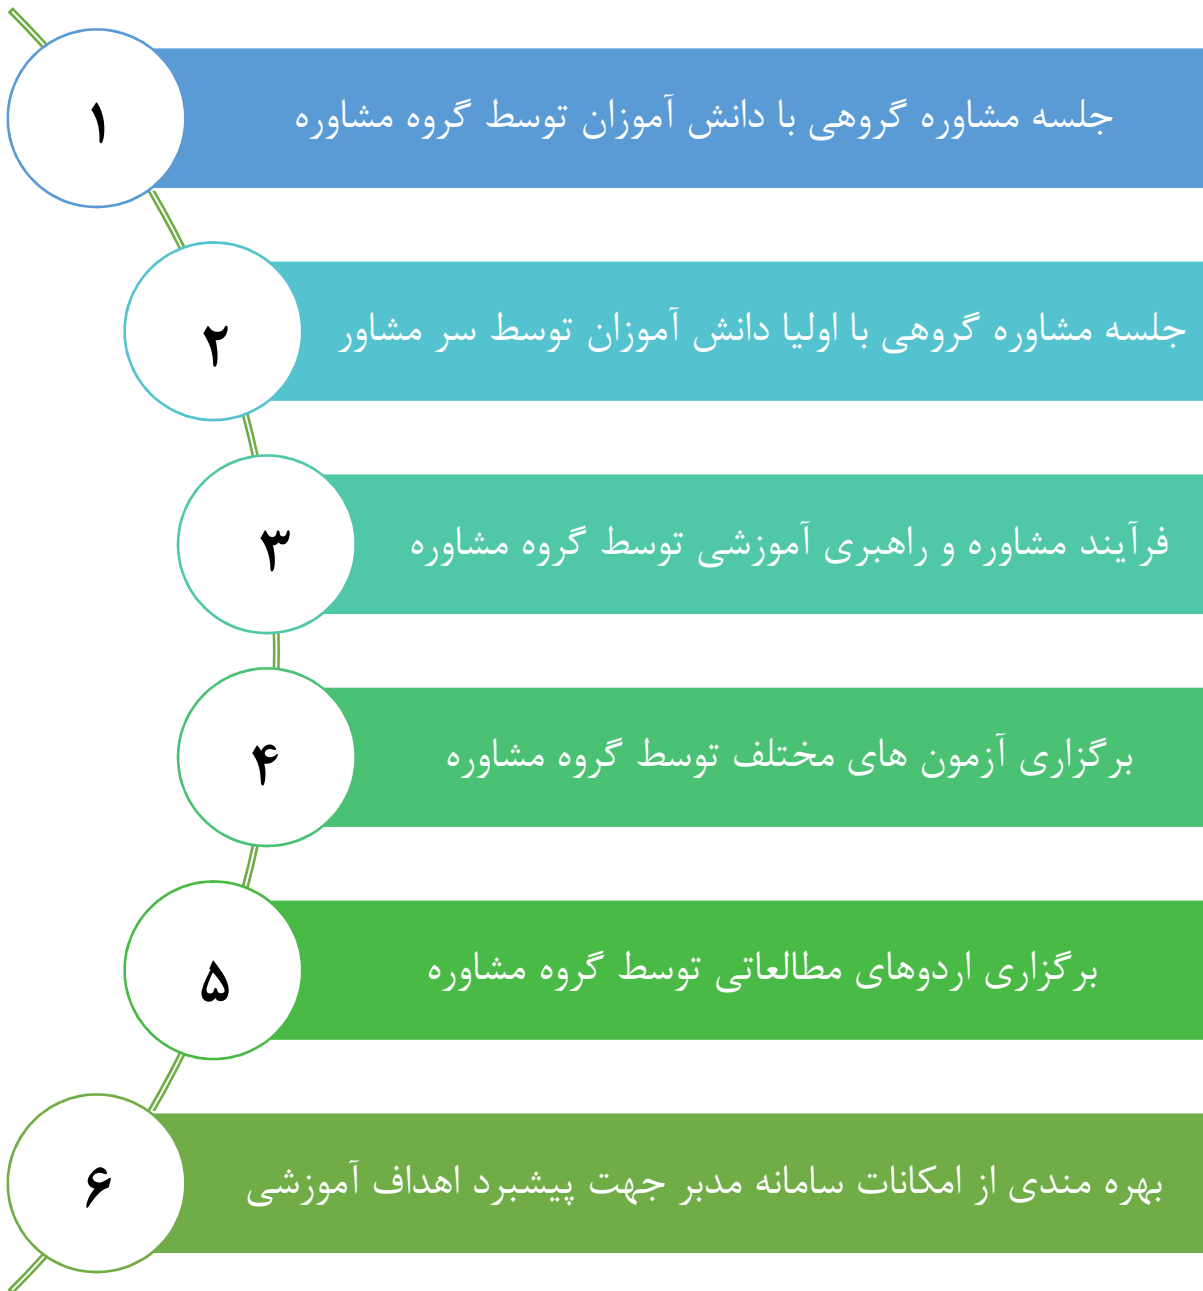 ۱
جلسه مشاوره گروهی با دانش آموزان توسط گروه مشاوره
۲
جلسه مشاوره گروهی با اولیا دانش آموزان توسط سر مشاور
۳
فرآیند مشاوره و راهبری آموزشی توسط گروه مشاوره
۴
برگزاری آزمون های مختلف توسط گروه مشاوره
۵
برگزاری اردوهای مطالعاتی توسط گروه مشاوره
۶
بهره مندی از امکانات سامانه مدبر جهت پیشبرد اهداف آموزشی